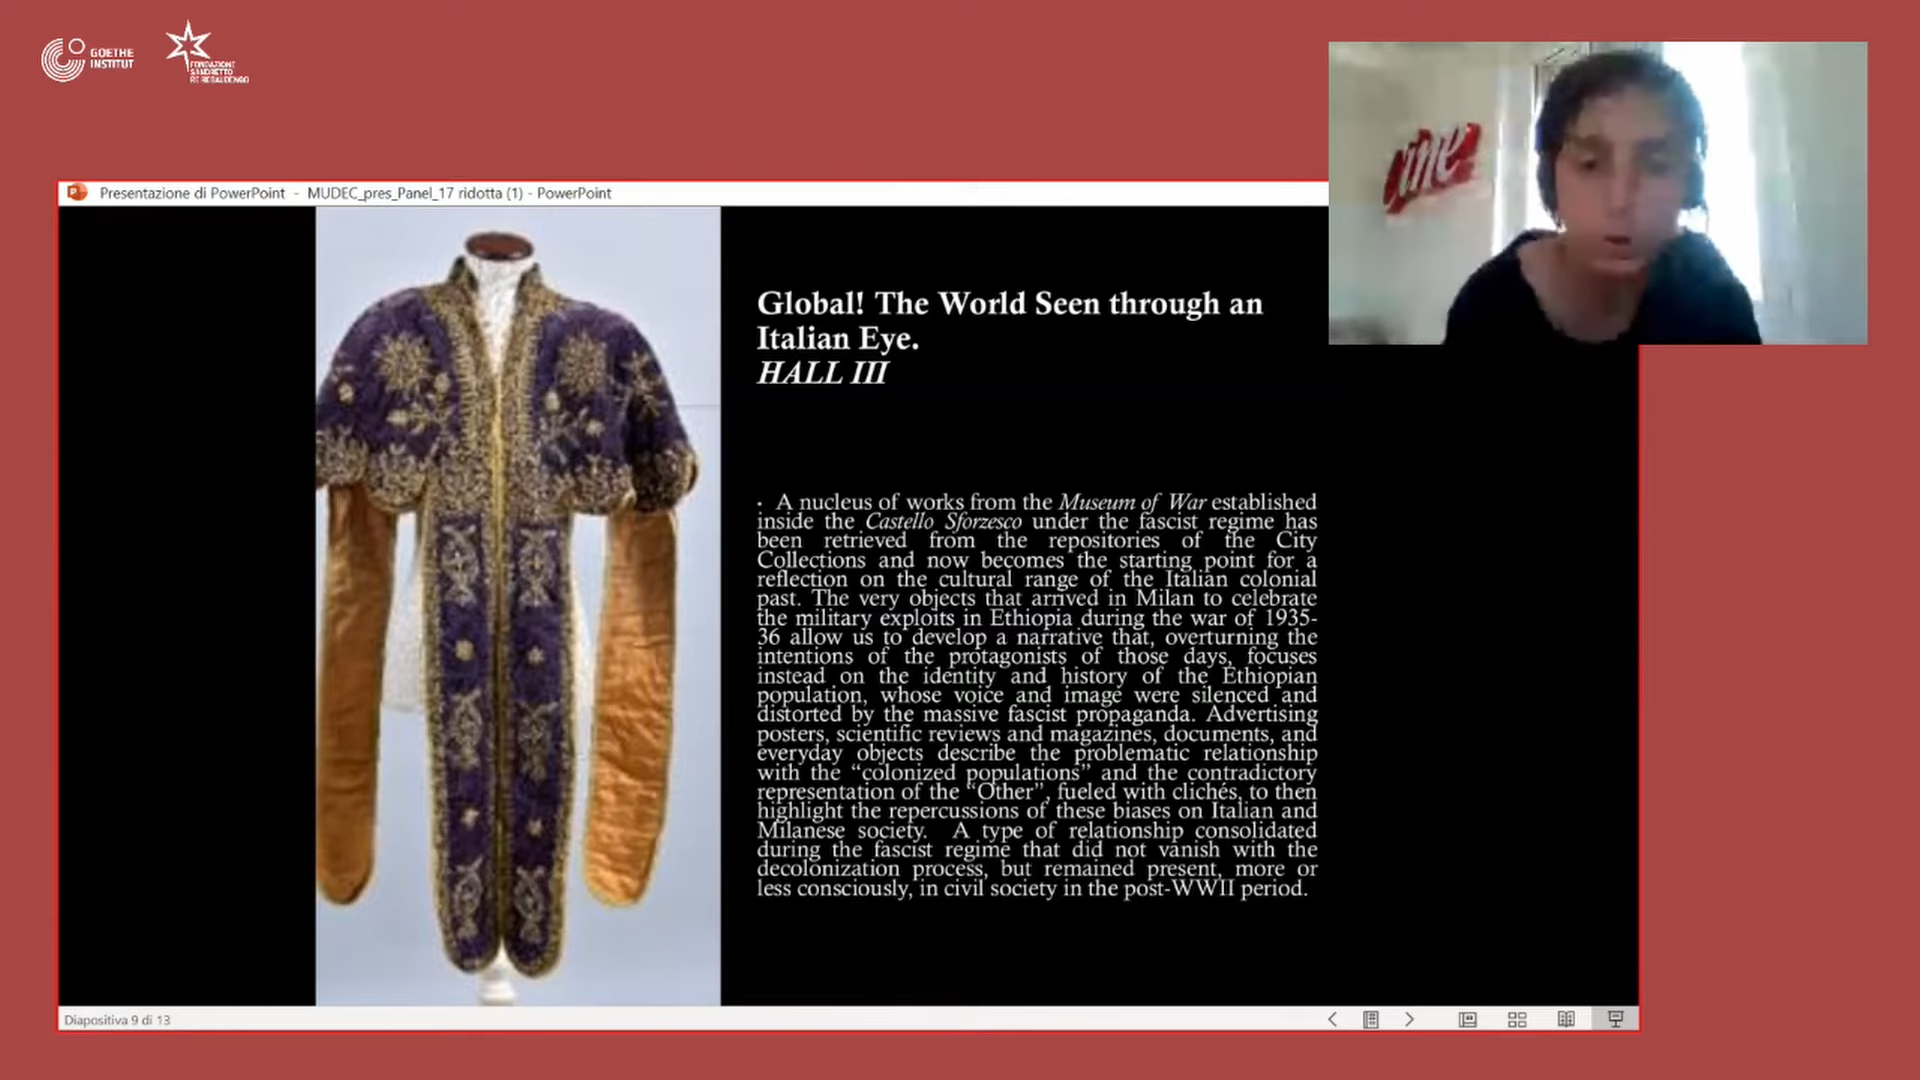 GOETHE
INSTITUT
FONDAZIONE
SANDRETTO
RE REBAUDENGO
cine
Presentazione di PowerPoint - MUDEC_pres_Panel_17 ridotta (1) - PowerPoint
Global! The World Seen through an
Italian Eye.
HALL III
· A nucleus of works from the Museum of War established
inside the Castello Sforzesco under the fascist regime has
been retrieved from the repositories of the City
Collections and now becomes the starting point for a
reflection on the cultural range of the Italian colonial
past. The very objects that arrived in Milan to celebrate
the military exploits in Ethiopia during the war of 1935-
36 allow us to develop a narrative that, overturning the
intentions of the protagonists of those days, focuses
instead on the identity and history of the Ethiopian
population, whose voice and image were silenced and
distorted by the massive fascist propaganda. Advertising
posters, scientific reviews and magazines, documents, and
everyday objects describe the problematic relationship
with the “colonized populations” and the contradictory
representation of the “Other”, fueled with clichés, to then
highlight the repercussions of these biases on Italian and
Milanese society. A type of relationship consolidated
during the fascist regime that did not vanish with the
decolonization process, but remained present, more or
less consciously, in civil society in the post-WWII period.
Diapositiva 9 di 13